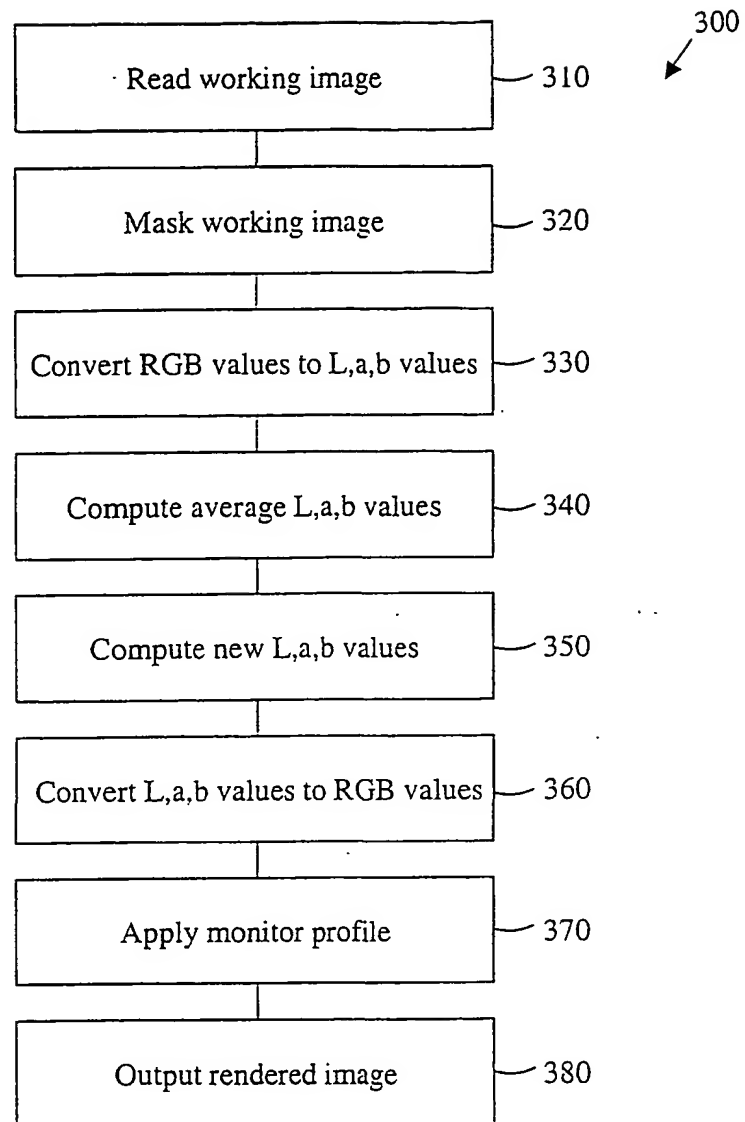 300
Read working image 310
Mask working image 320
Convert RGB values to L,a,b values 330
Compute average L,a,b values 340
Compute new L,a,b values 350
Convert L,a,b values to RGB values 360
Apply monitor profile 370
Output rendered image 380